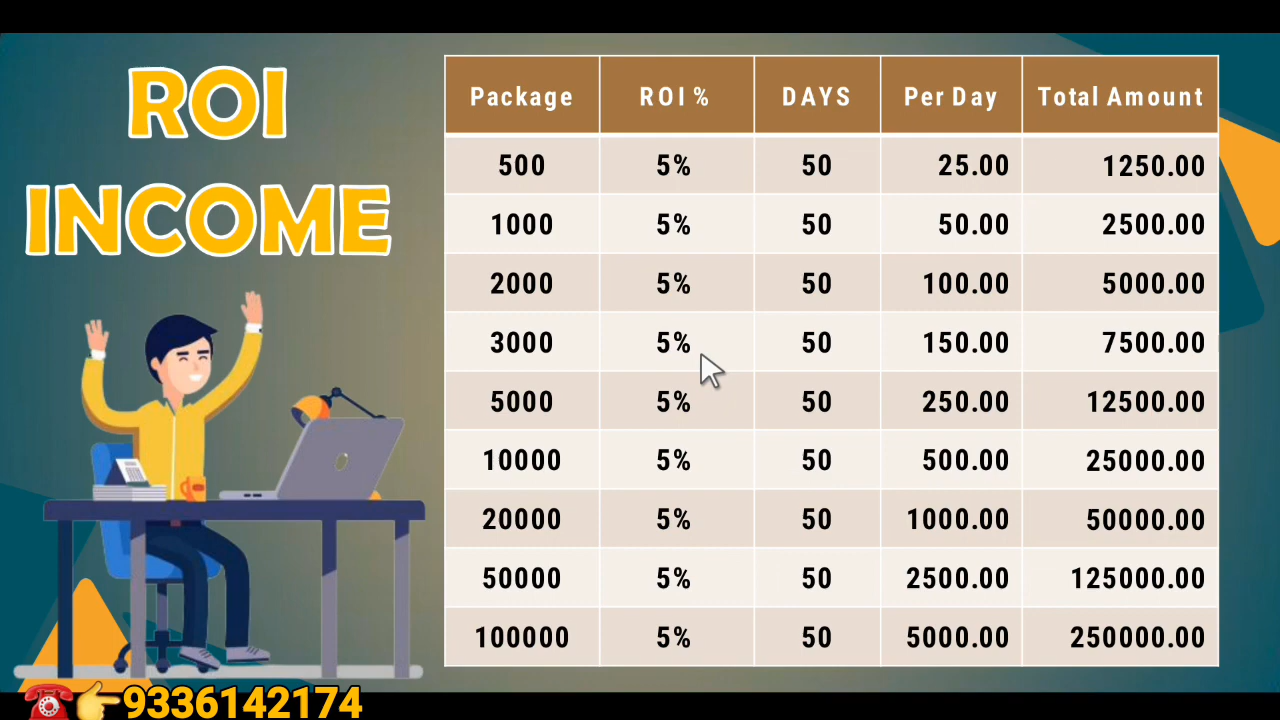 ROI
INCOME
Package ROI % DAYS Per Day Total Amount
500 5% 50 25.00 1250.00
1000 5% 50 50.00 2500.00
2000 5% 50 100.00 5000.00
3000 5% 50 150.00 7500.00
5000 5% 50 250.00 12500.00
10000 5% 50 500.00 25000.00
20000 5% 50 1000.00 50000.00
50000 5% 50 2500.00 125000.00
100000 5% 50 5000.00 250000.00
9336142174